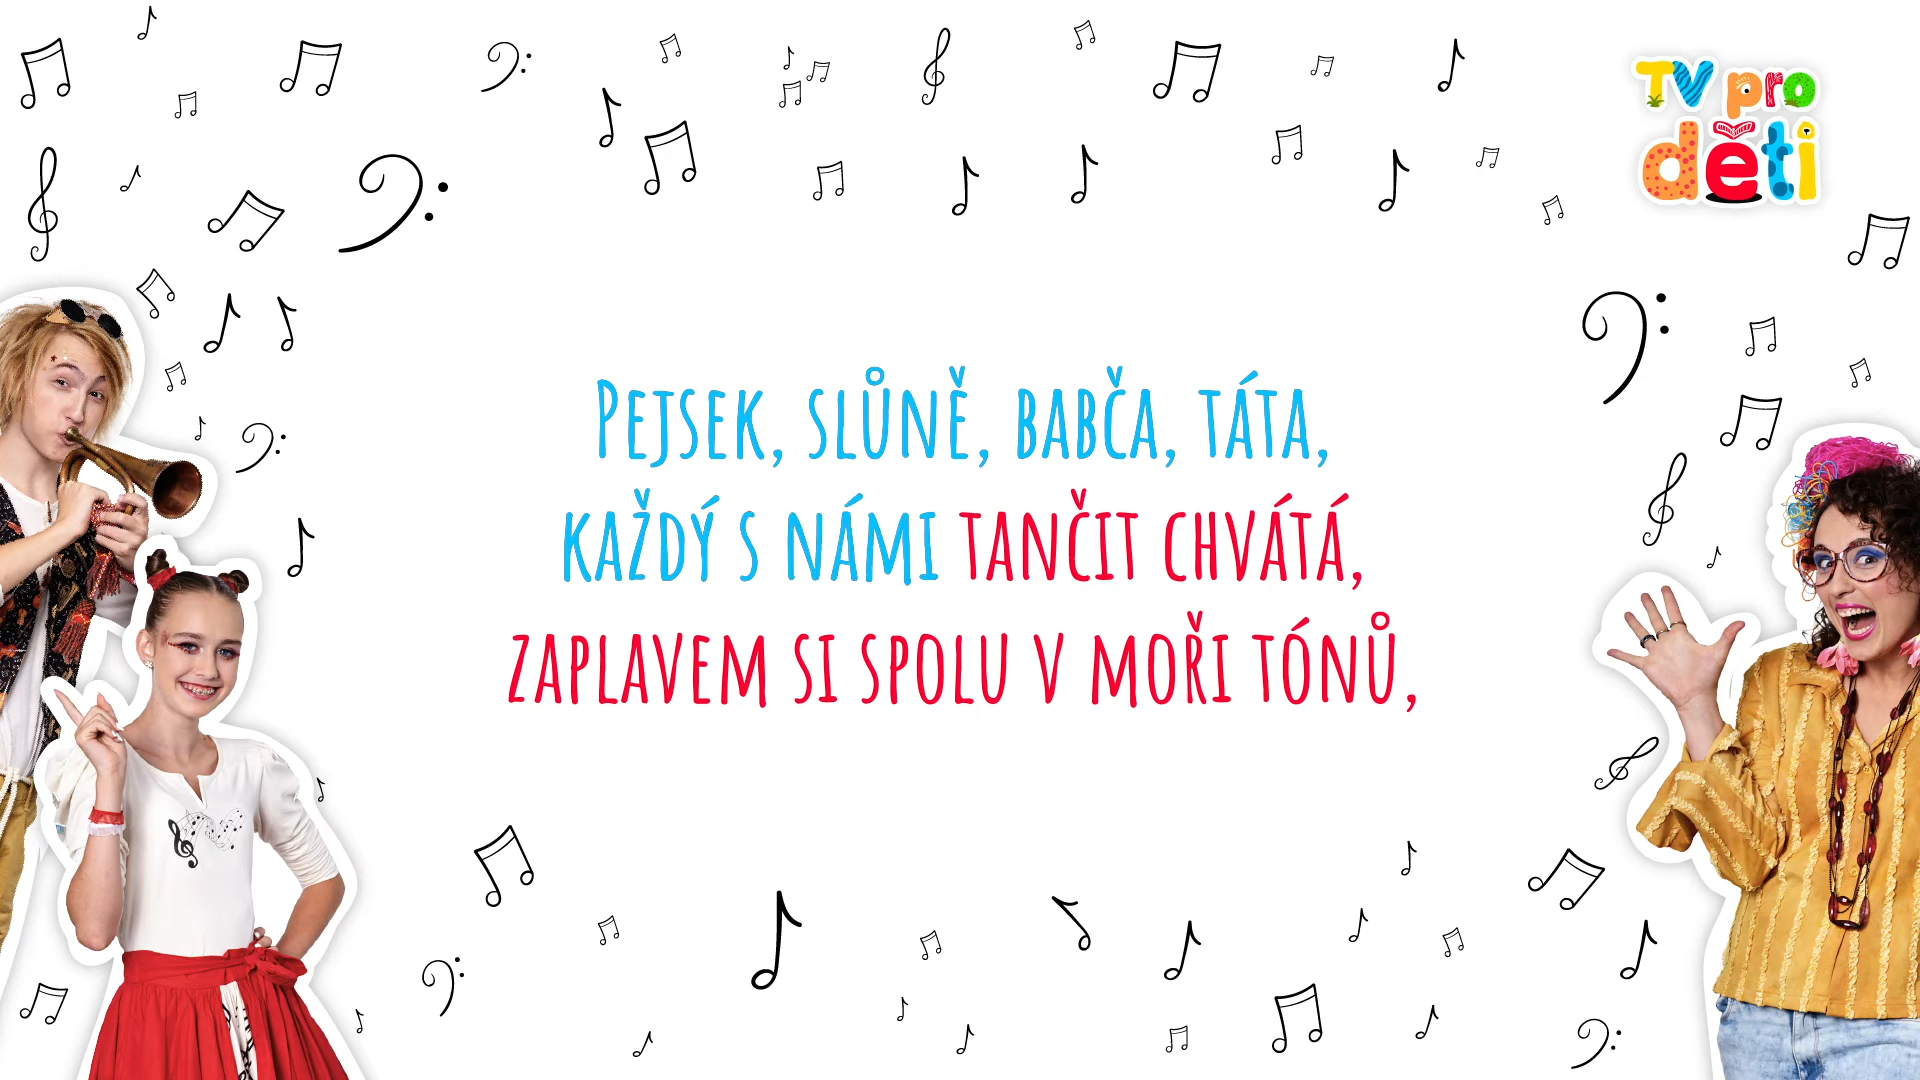 TV pro
děti
Pejsek, slůně, babča, táta,
každý s námi tančit chvátá,
zaplavem si spolu v moři tónů,